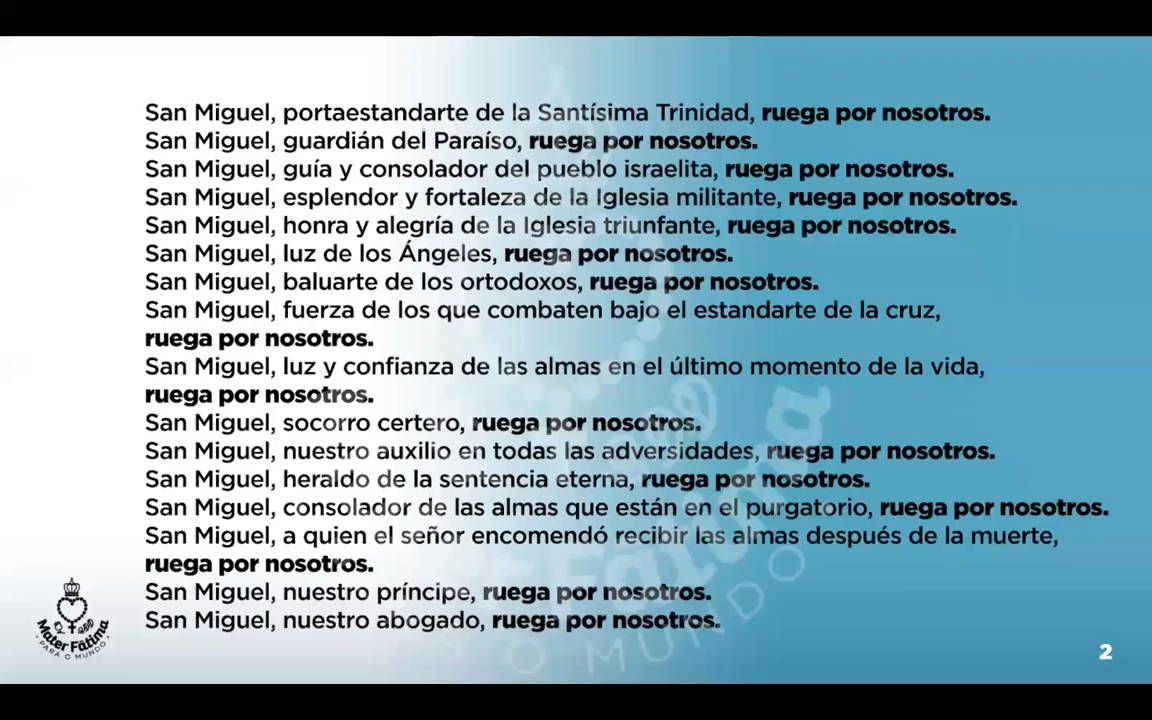 San Miguel, portaestandarte de la Santísima Trinidad, ruega por nosotros.
San Miguel, guardián del Paraíso, ruega por nosotros.
San Miguel, guía y consolador del pueblo israelita, ruega por nosotros.
San Miguel, esplendor y fortaleza de la Iglesia militante, ruega por nosotros.
San Miguel, honra y alegría de la Iglesia triunfante, ruega por nosotros.
San Miguel, luz de los Ángeles, ruega por nosotros.
San Miguel, baluarte de los ortodoxos, ruega por nosotros.
San Miguel, fuerza de los que combaten bajo el estandarte de la cruz,
ruega por nosotros.
San Miguel, luz y confianza de las almas en el último momento de la vida,
ruega por nosotros.
San Miguel, socorro certero, ruega por nosotros.
San Miguel, nuestro auxilio en todas las adversidades, ruega por nosotros.
San Miguel, heraldo de la sentencia eterna, ruega por nosotros.
San Miguel, consolador de las almas que están en el purgatorio, ruega por nosotros.
San Miguel, a quien el señor encomendó recibir las almas después de la muerte,
ruega por nosotros.
San Miguel, nuestro príncipe, ruega por nosotros.
San Miguel, nuestro abogado, ruega por nosotros.
Mater Fátima
PARA O MUNDO
Fátima
O MUNDO
2